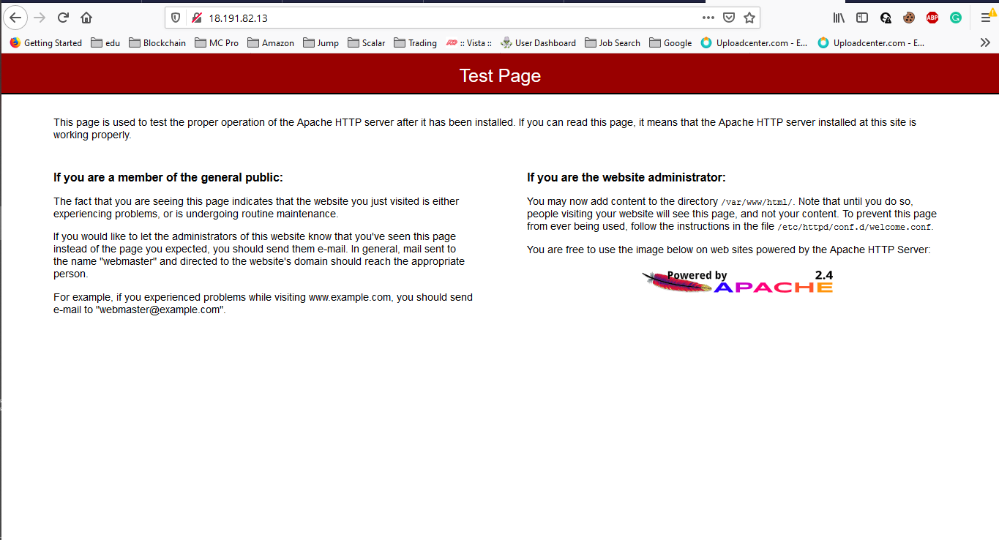 18.191.82.13
Getting Started edu Blockchain MC Pro Amazon Jump Scalar Trading :: Vista :: User Dashboard Job Search Google Uploadcenter.com - E... Uploadcenter.com - E...
ABP
Test Page
This page is used to test the proper operation of the Apache HTTP server after it has been installed. If you can read this page, it means that the Apache HTTP server installed at this site is
working properly.
If you are a member of the general public:
The fact that you are seeing this page indicates that the website you just visited is either
experiencing problems, or is undergoing routine maintenance.
If you would like to let the administrators of this website know that you've seen this page
instead of the page you expected, you should send them e-mail. In general, mail sent to
the name "webmaster" and directed to the website's domain should reach the appropriate
person.
For example, if you experienced problems while visiting www.example.com, you should send
e-mail to "webmaster@example.com".
If you are the website administrator:
You may now add content to the directory /var/www/html/. Note that until you do so,
people visiting your website will see this page, and not your content. To prevent this page
from ever being used, follow the instructions in the file /etc/httpd/conf.d/welcome.conf.
You are free to use the image below on web sites powered by the Apache HTTP Server:
Powered by 2.4
APACHE